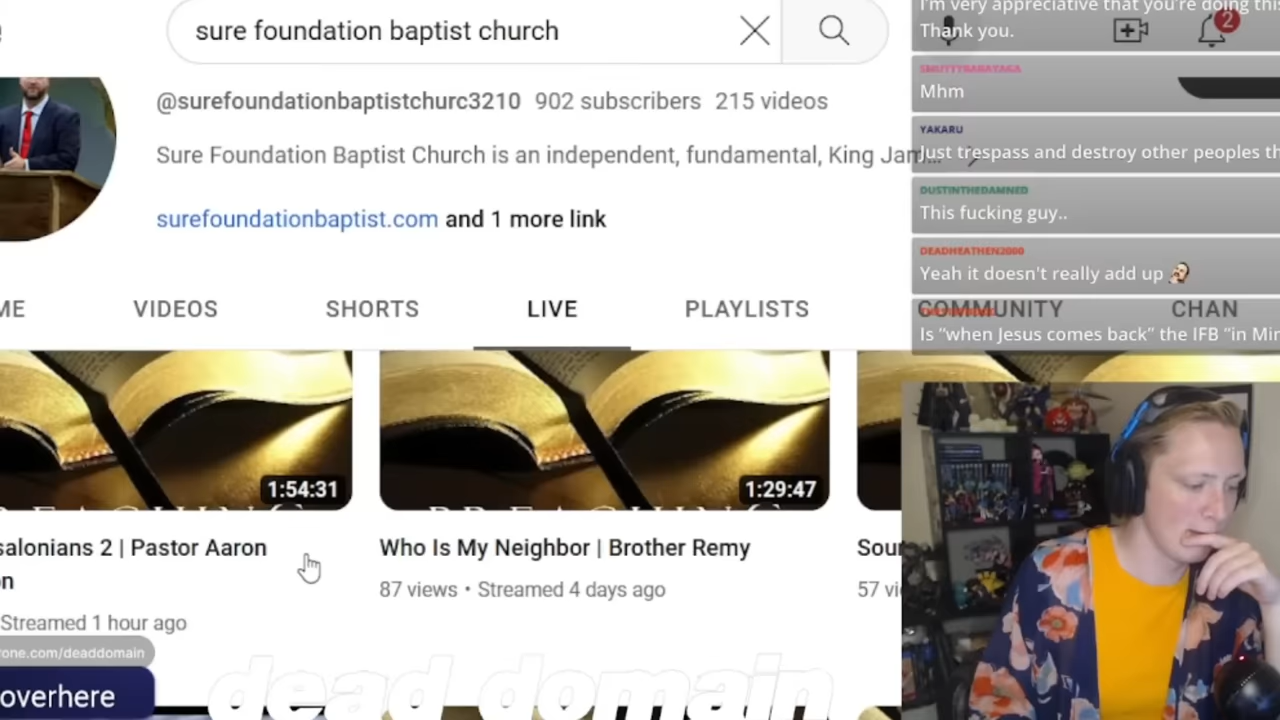 sure foundation baptist church
@surefoundationbaptistchurc3210 902 subscribers 215 videos
Sure Foundation Baptist Church is an independent, fundamental, King Jam
surefoundationbaptist.com and 1 more link
ME VIDEOS SHORTS LIVE PLAYLISTS COMMUNITY CHAN
1:54:31
1:29:47
salonians 2 | Pastor Aaron
on
Streamed 1 hour ago
Who Is My Neighbor | Brother Remy
87 views • Streamed 4 days ago
Sour
57 vi
rone.com/deaddomain
overhere
dead domain
I'm very appreciative that you're doing this
Thank you.
2
Mhm
YAKARU
Just trespass and destroy other peoples th
DUSTINTHEDAMNED
This fucking guy..
DEADHEATHEN2000
Yeah it doesn't really add up
Is "when Jesus comes back" the IFB "in Min